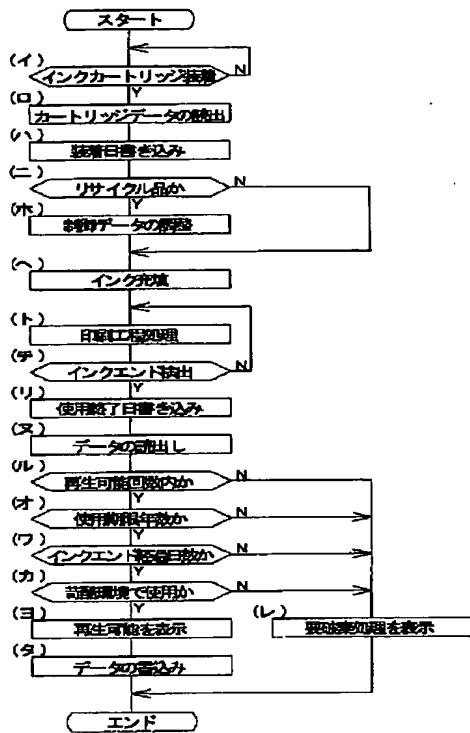 スタート
(イ)
インクカートリッジ装着
N
Y
(ロ)
カートリッジデータの読出
(ハ)
装着日書き込み
(ニ)
リサイクル品か
N
Y
(ホ)
制御データの調整
(ヘ)
インク充填
(ト)
印刷工程処理
(チ)
インクエンド検出
N
Y
(リ)
使用終了日書き込み
(ヌ)
データの読出し
(ル)
再生可能回数内か
N
Y
(オ)
使用期限年数か
N
Y
(ワ)
インクエンド経過日数か
N
Y
(カ)
苛酷環境で使用か
N
Y
(ヨ)
再生可能を表示
(レ)
要破棄処理を表示
(タ)
データの書込み
エンド